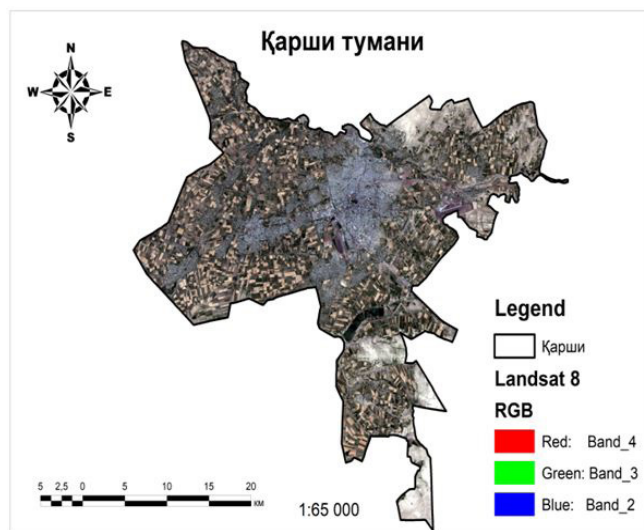 Қарши тумани
N
W E
S
Legend
Қарши
Landsat 8
RGB
Red: Band_4
Green: Band_3
Blue: Band_2
5 2,5 0 5 10 15 20
КМ
1:65 000